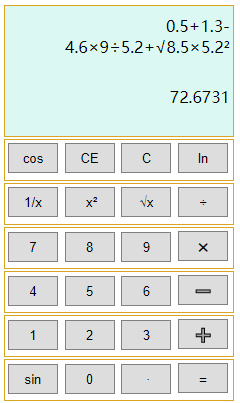 0.5+1.3-
4.6×9÷5.2+√8.5×5.2²
72.6731
cos CE C ln
1/x x² √x ÷
7 8 9 ×
4 5 6 −
1 2 3 +
sin 0 . =